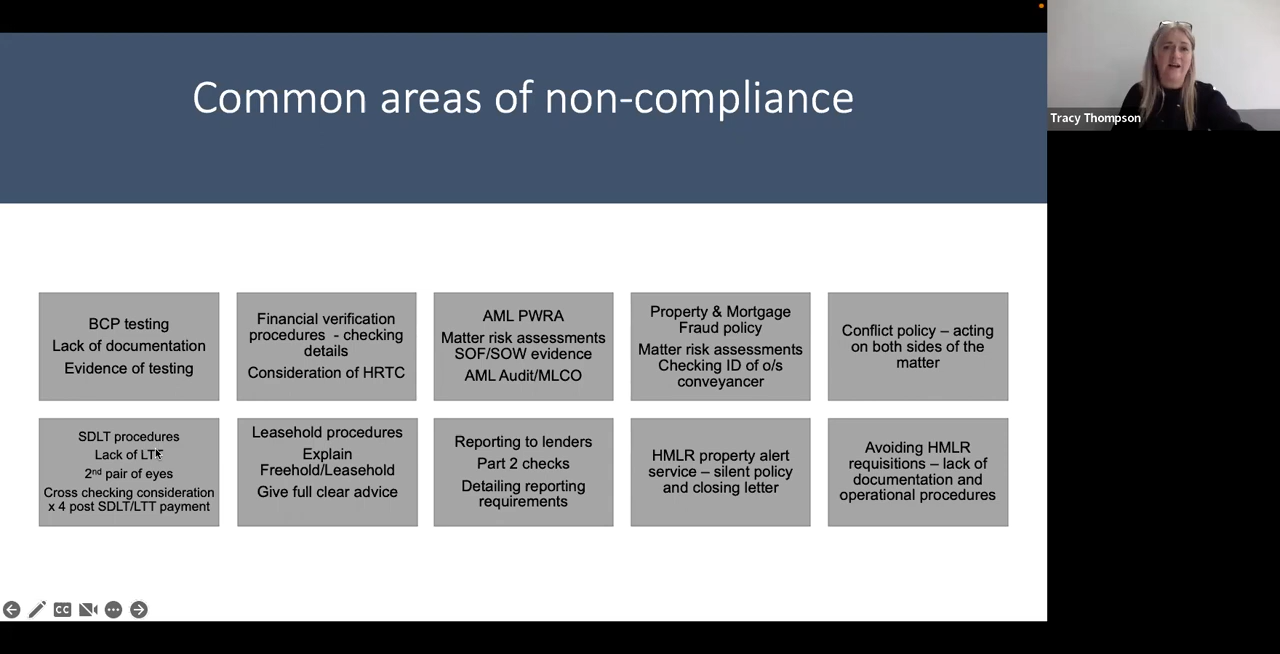 Common areas of non-compliance
Tracy Thompson
BCP testing
Lack of documentation
Evidence of testing
Financial verification
procedures - checking
details
Consideration of HRTC
AML PWRA
Matter risk assessments
SOF/SOW evidence
AML Audit/MLCO
Property & Mortgage
Fraud policy
Matter risk assessments
Checking ID of o/s
conveyancer
Conflict policy – acting
on both sides of the
matter
SDLT procedures
Lack of LTT
2nd pair of eyes
Cross checking consideration
x 4 post SDLT/LTT payment
Leasehold procedures
Explain
Freehold/Leasehold
Give full clear advice
Reporting to lenders
Part 2 checks
Detailing reporting
requirements
HMLR property alert
service – silent policy
and closing letter
Avoiding HMLR
requisitions – lack of
documentation and
operational procedures
CC